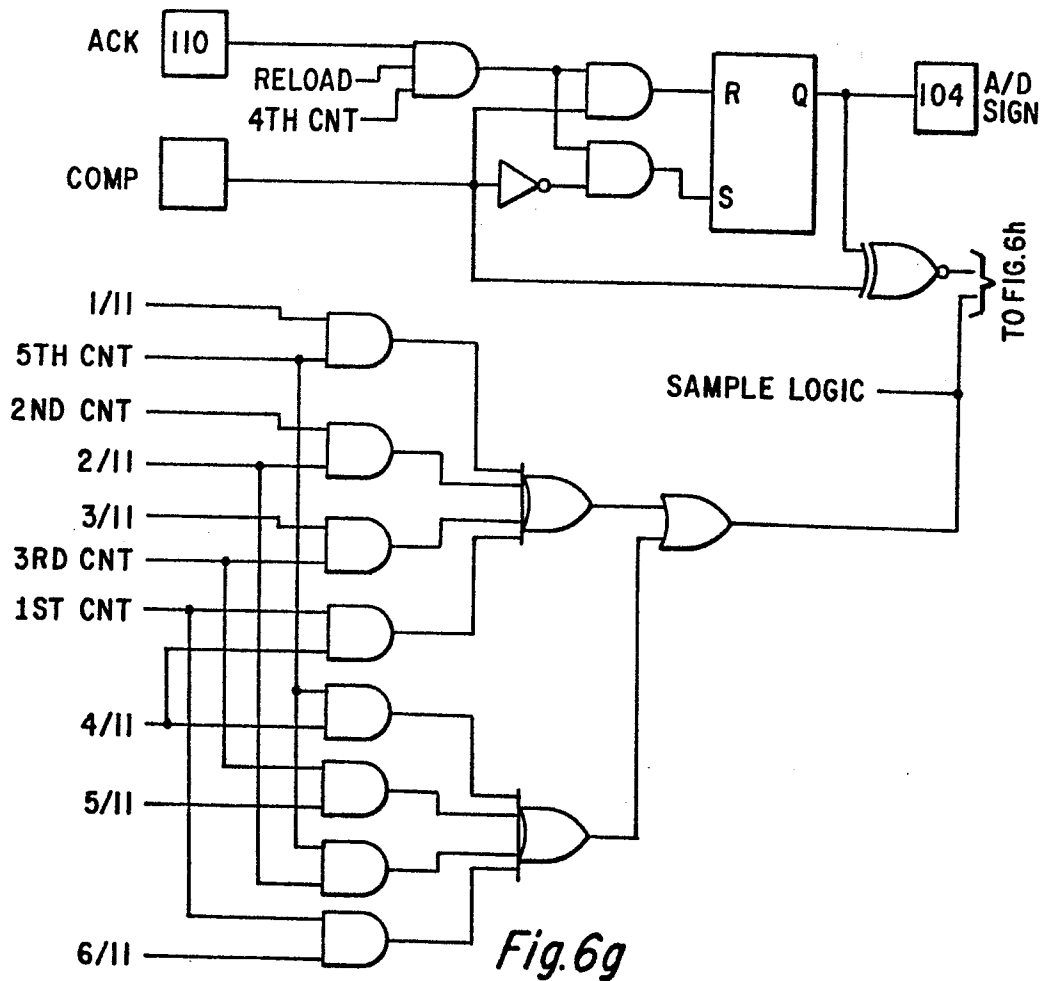 ACK 110
RELOAD
4TH CNT
COMP
R Q
S
104 A/D
SIGN
TO FIG.6h
1/11
5TH CNT
2ND CNT
2/11
3/11
3RD CNT
1ST CNT
4/11
5/11
6/11
SAMPLE LOGIC
Fig.6g